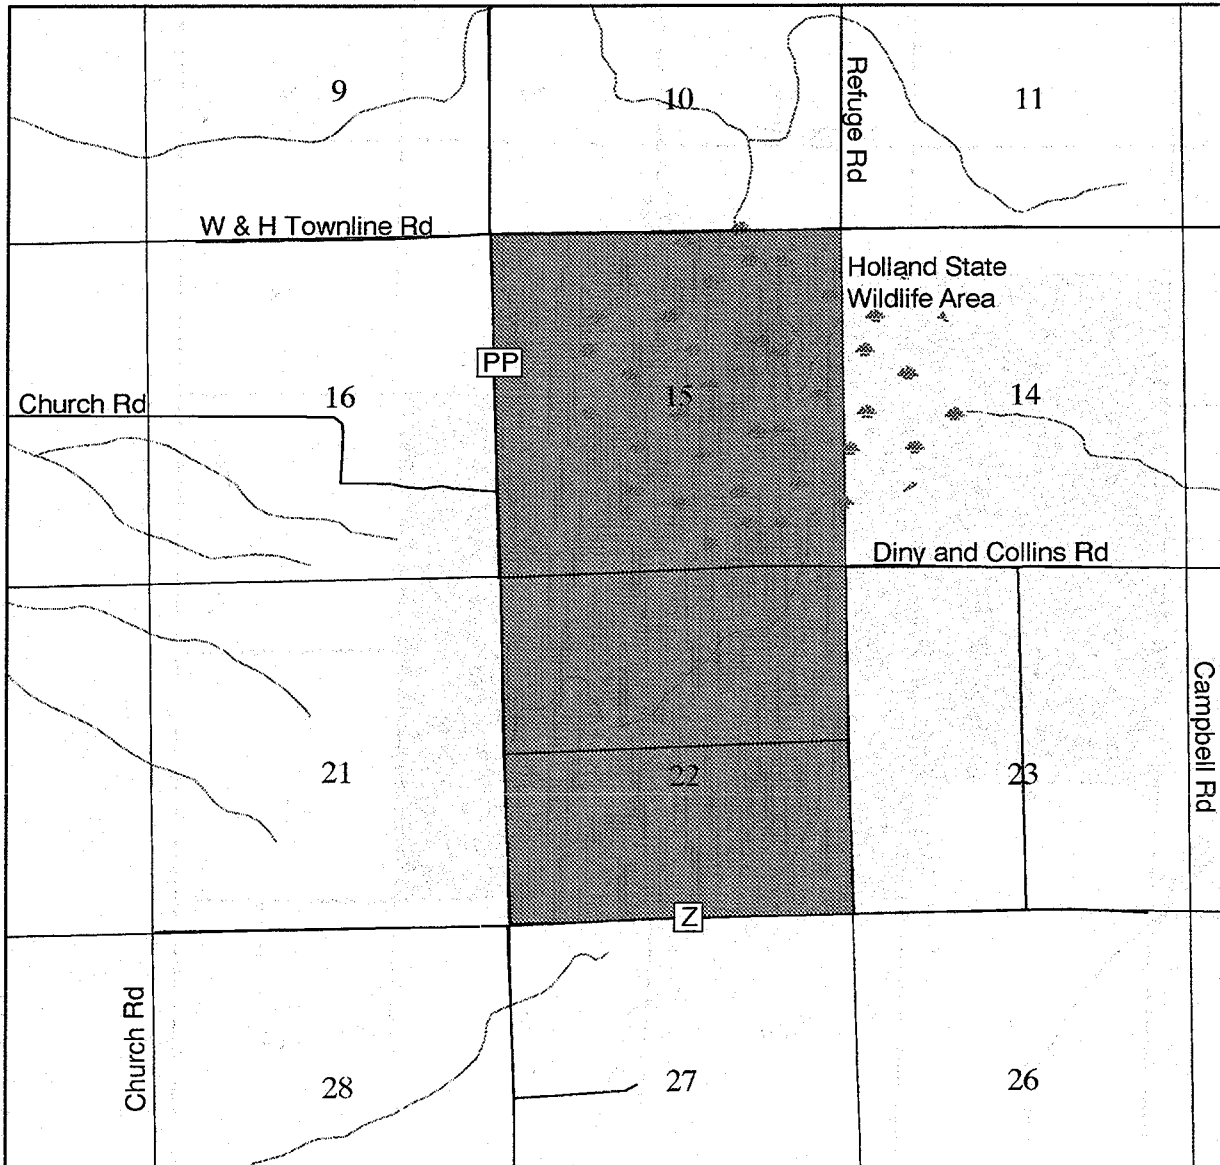 9
10
11
Refuge Rd
W & H Townline Rd
Holland State
Wildlife Area
PP
Church Rd
16
15
14
Diny and Collins Rd
Campbell Rd
21
22
23
Z
Church Rd
28
27
26